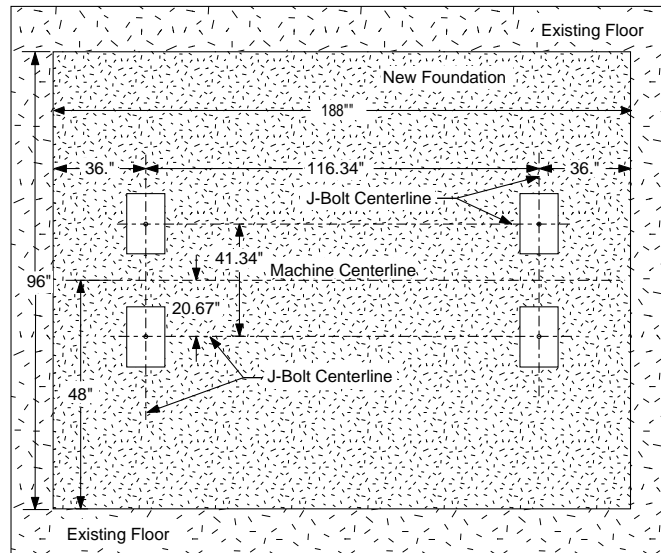 Existing Floor
New Foundation
188""
36."
116.34"
36."
J-Bolt Centerline
41.34"
Machine Centerline
96"
20.67"
J-Bolt Centerline
48"
Existing Floor